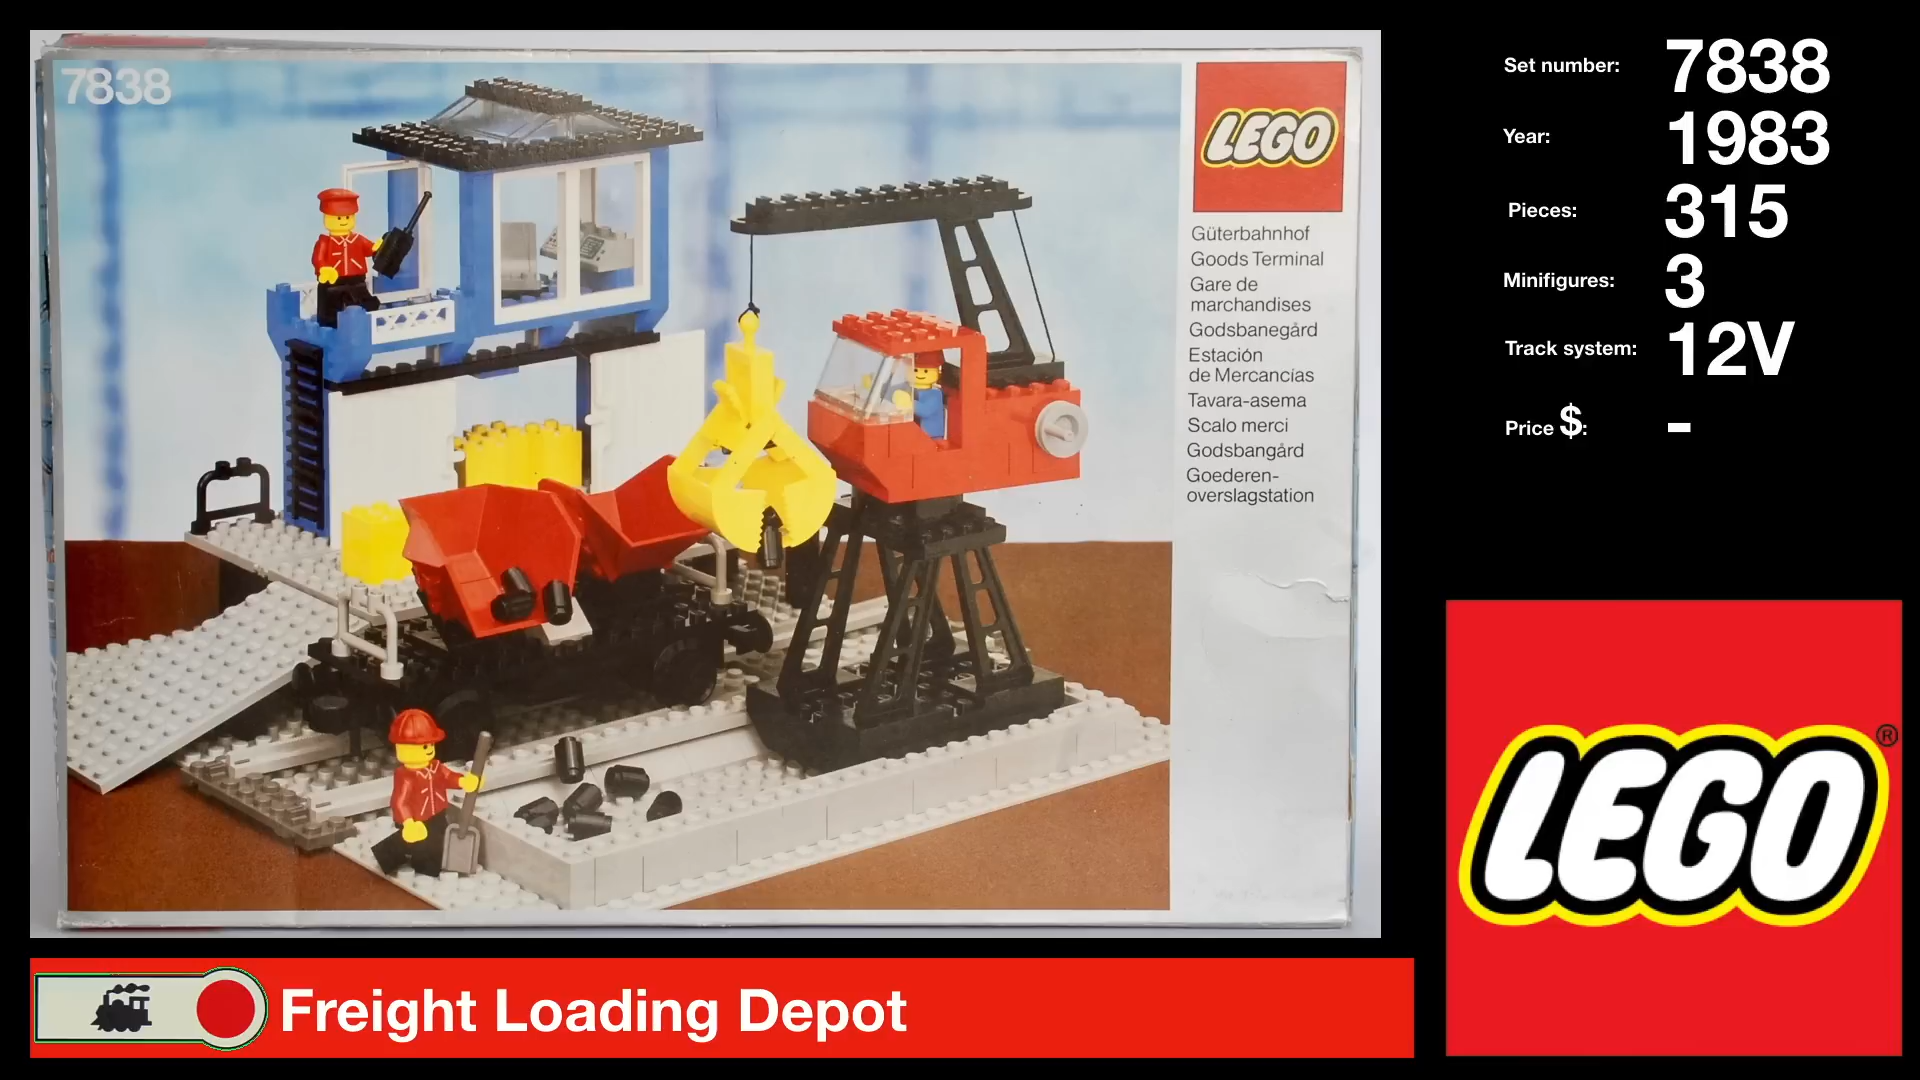 7838
LEGO
Güterbahnhof
Goods Terminal
Gare de
marchandises
Godsbanegård
Estación
de Mercancías
Tavara-asema
Scalo merci
Godsbangård
Goederen-
overslagstation
Set number: 7838
Year: 1983
Pieces: 315
Minifigures: 3
Track system: 12V
Price $: -
LEGO®
Freight Loading Depot